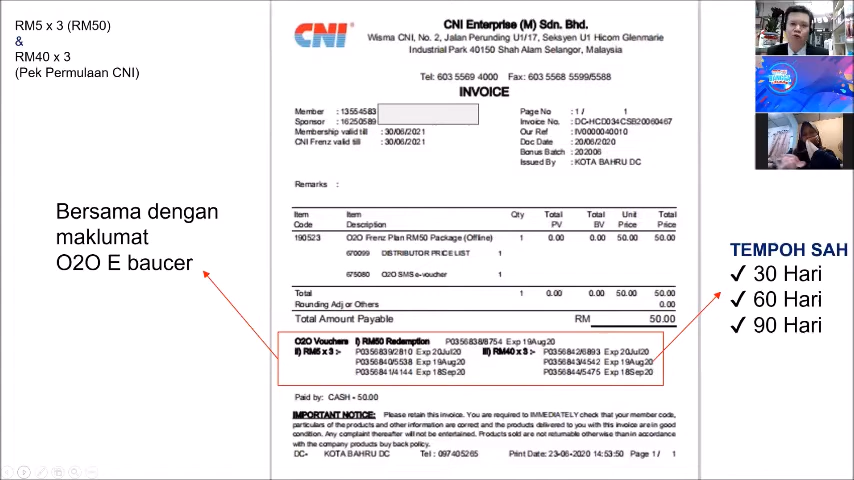 RM5 x 3 (RM50)
&
RM40 x 3
(Pek Permulaan CNI)
CNI
CNI Enterprise (M) Sdn. Bhd.
Wisma CNI, No. 2, Jalan Perunding U1/17, Seksyen U1 Hicom Glenmarie
Industrial Park 40150 Shah Alam Selangor, Malaysia
Tel: 603 5569 4000 Fax: 603 5568 5599/5588
INVOICE
Member : 13554583
Sponsor : 16250589
Membership valid till : 30/06/2021
CNI Frenz valid till : 30/06/2021
Page No : 1 / 1
Invoice No. : DC-HCD034CSB20060467
Our Ref : IV0000040010
Doc Date : 20/06/2020
Bonus Batch : 202006
Issued By : KOTA BAHRU DC
Remarks :
Item Code Item Description Qty Total PV Total BV Unit Price Total Price
190523 O2O Frenz Plan RM50 Package (Offline) 1 0.00 0.00 50.00 50.00
670099 DISTRIBUTOR PRICE LIST 1
675080 O2O SMS e-voucher 1
Total 1 0.00 0.00 50.00 50.00
Rounding Adj or Others 0.00
Total Amount Payable RM 50.00
O2O Vouchers I) RM50 Redemption P0356838/8754 Exp 19Aug20
II) RM5 x 3 :- P0356839/2810 Exp 20Jul20 III) RM40 x 3 :- P0356842/6893 Exp 20Jul20
P0356840/5538 Exp 19Aug20 P0356843/4542 Exp 19Aug20
P0356841/4144 Exp 18Sep20 P0356844/5475 Exp 18Sep20
Paid by: CASH - 50.00
IMPORTANT NOTICE: Please retain this invoice. You are required to IMMEDIATELY check that your member code,
particulars of the products and other information are correct and the products delivered to you with this invoice are in good
condition. Any complaint thereafter will not be entertained. Products sold are not returnable otherwise than in accordance
with the company products buy back policy.
DC- KOTA BAHRU DC Tel : 097405265 Print Date: 23-06-2020 14:53:50 Page 1 / 1
Bersama dengan
maklumat
O2O E baucer
TEMPOH SAH
✓ 30 Hari
✓ 60 Hari
✓ 90 Hari